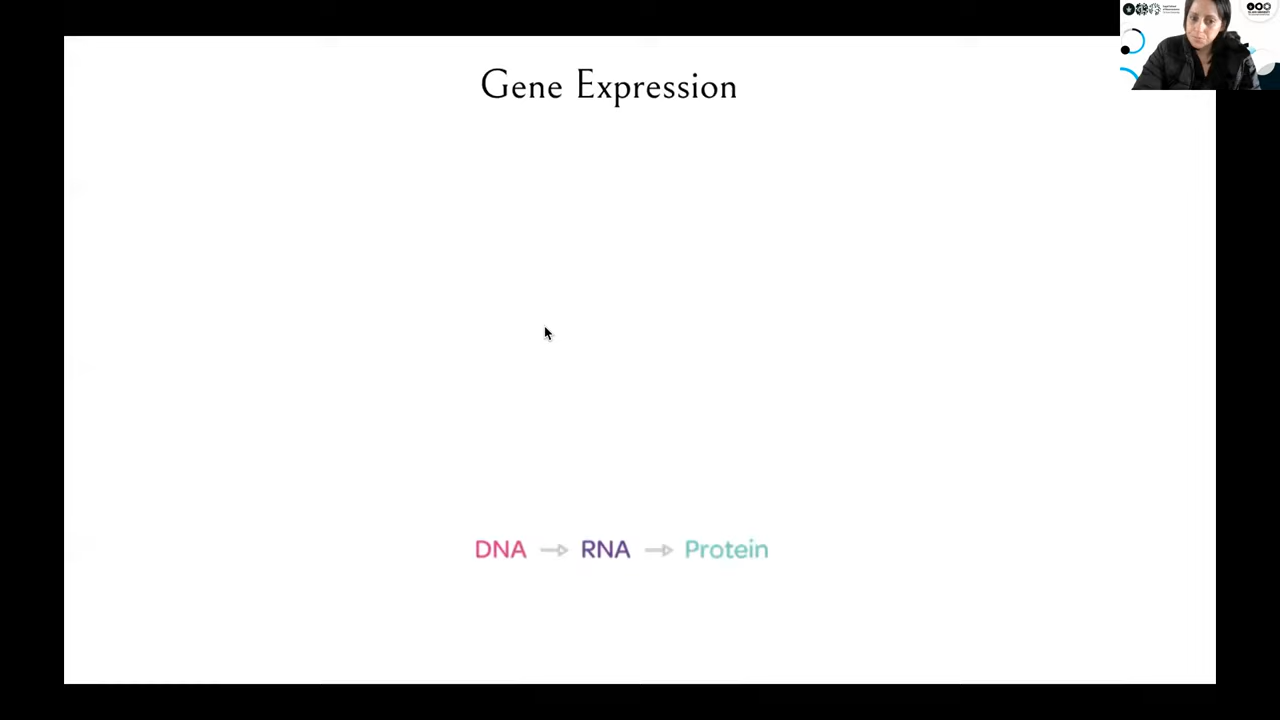 Gene Expression
DNA → RNA → Protein